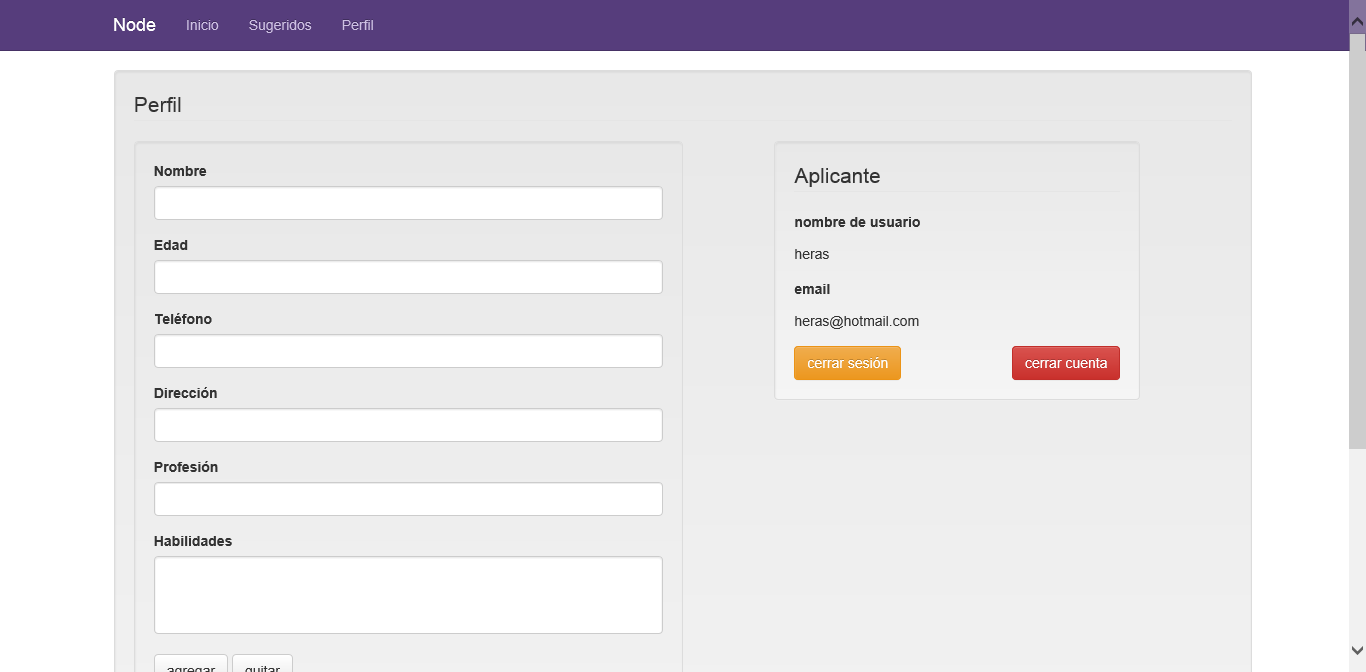 Node Inicio Sugeridos Perfil
Perfil
Nombre
Edad
Teléfono
Dirección
Profesión
Habilidades
agregar quitar
Aplicante
nombre de usuario
heras
email
heras@hotmail.com
cerrar sesión cerrar cuenta